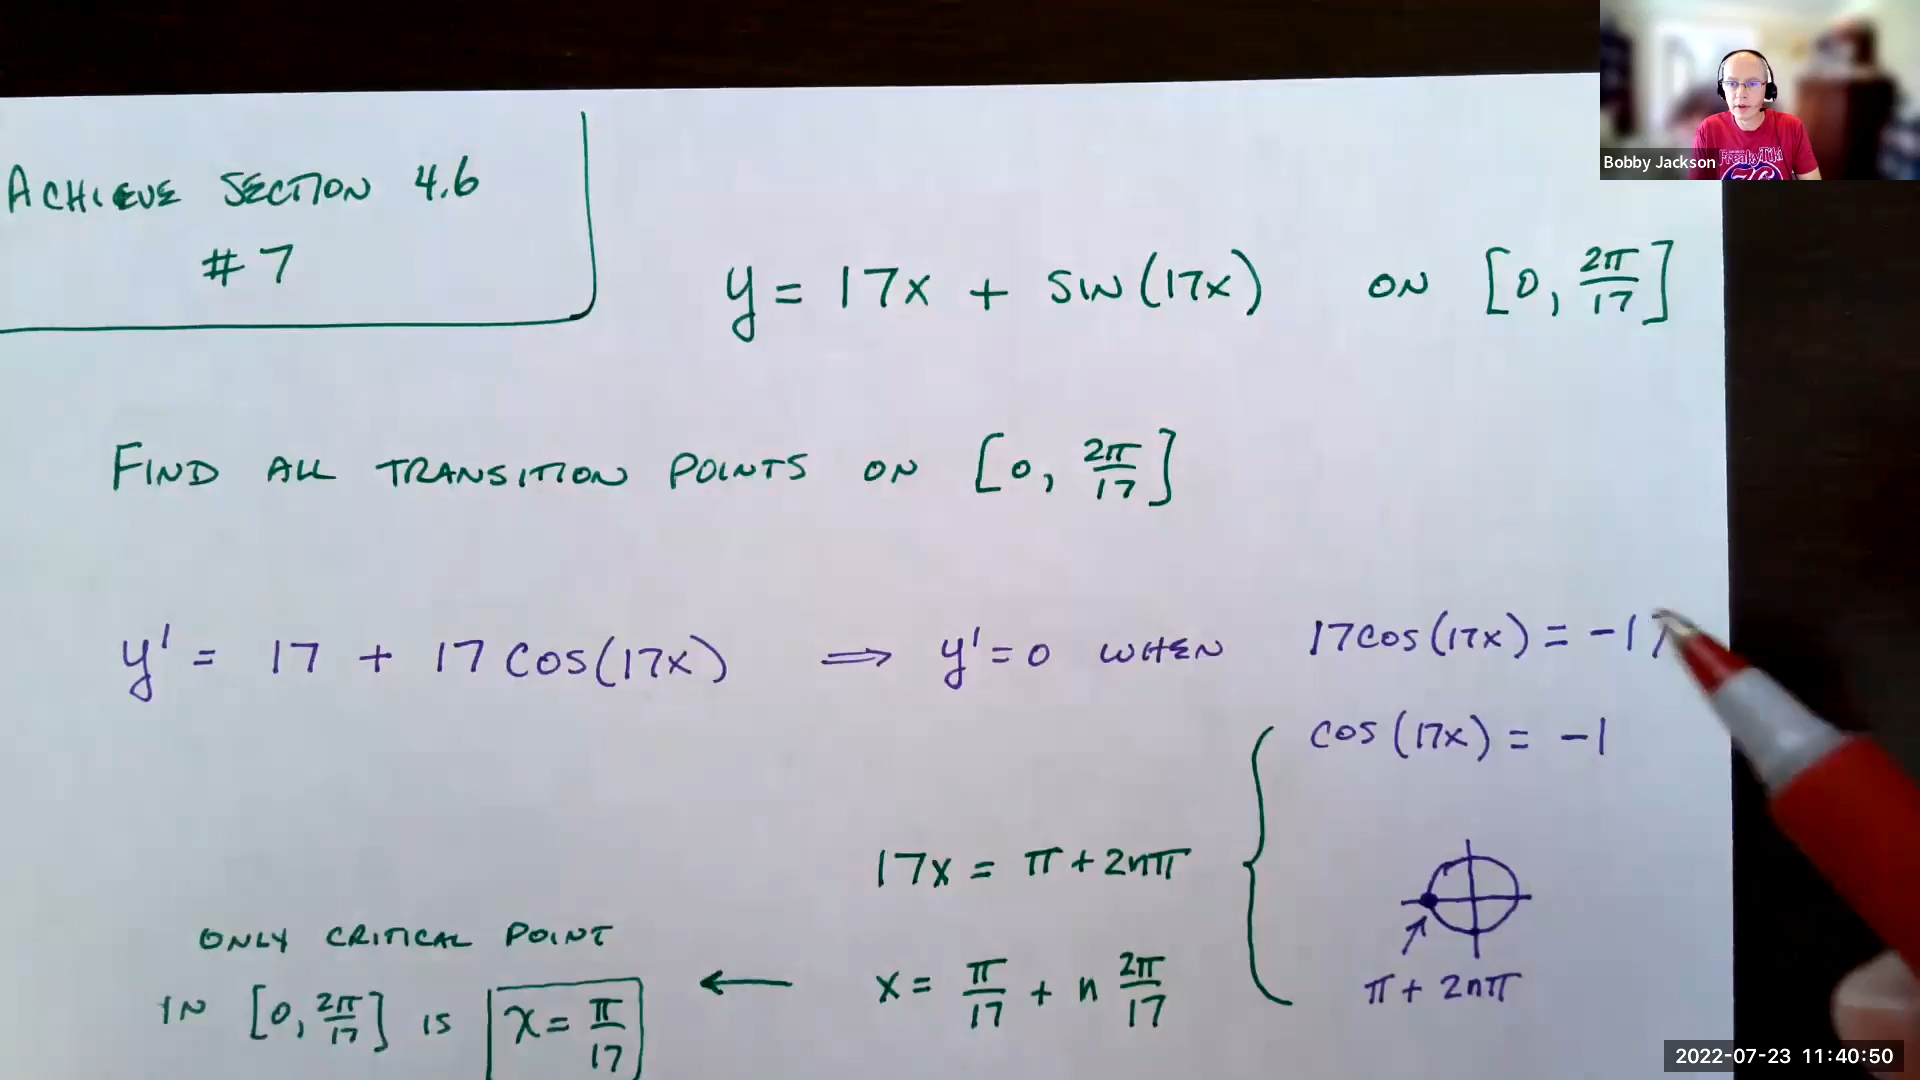 Bobby Jackson
FreakyTiki
76
ACHIEVE SECTION 4.6
# 7
y = 17x + SIN(17x) ON [0, 2π/17]
FIND ALL TRANSITION POINTS ON [0, 2π/17]
y' = 17 + 17 COS(17x) ⟹ y' = 0 WHEN 17COS(17x) = -17
COS(17x) = -1
17x = π + 2nπ
x = π/17 + n 2π/17
π + 2nπ
ONLY CRITICAL POINT
IN [0, 2π/17] IS x = π/17
2022-07-23 11:40:50